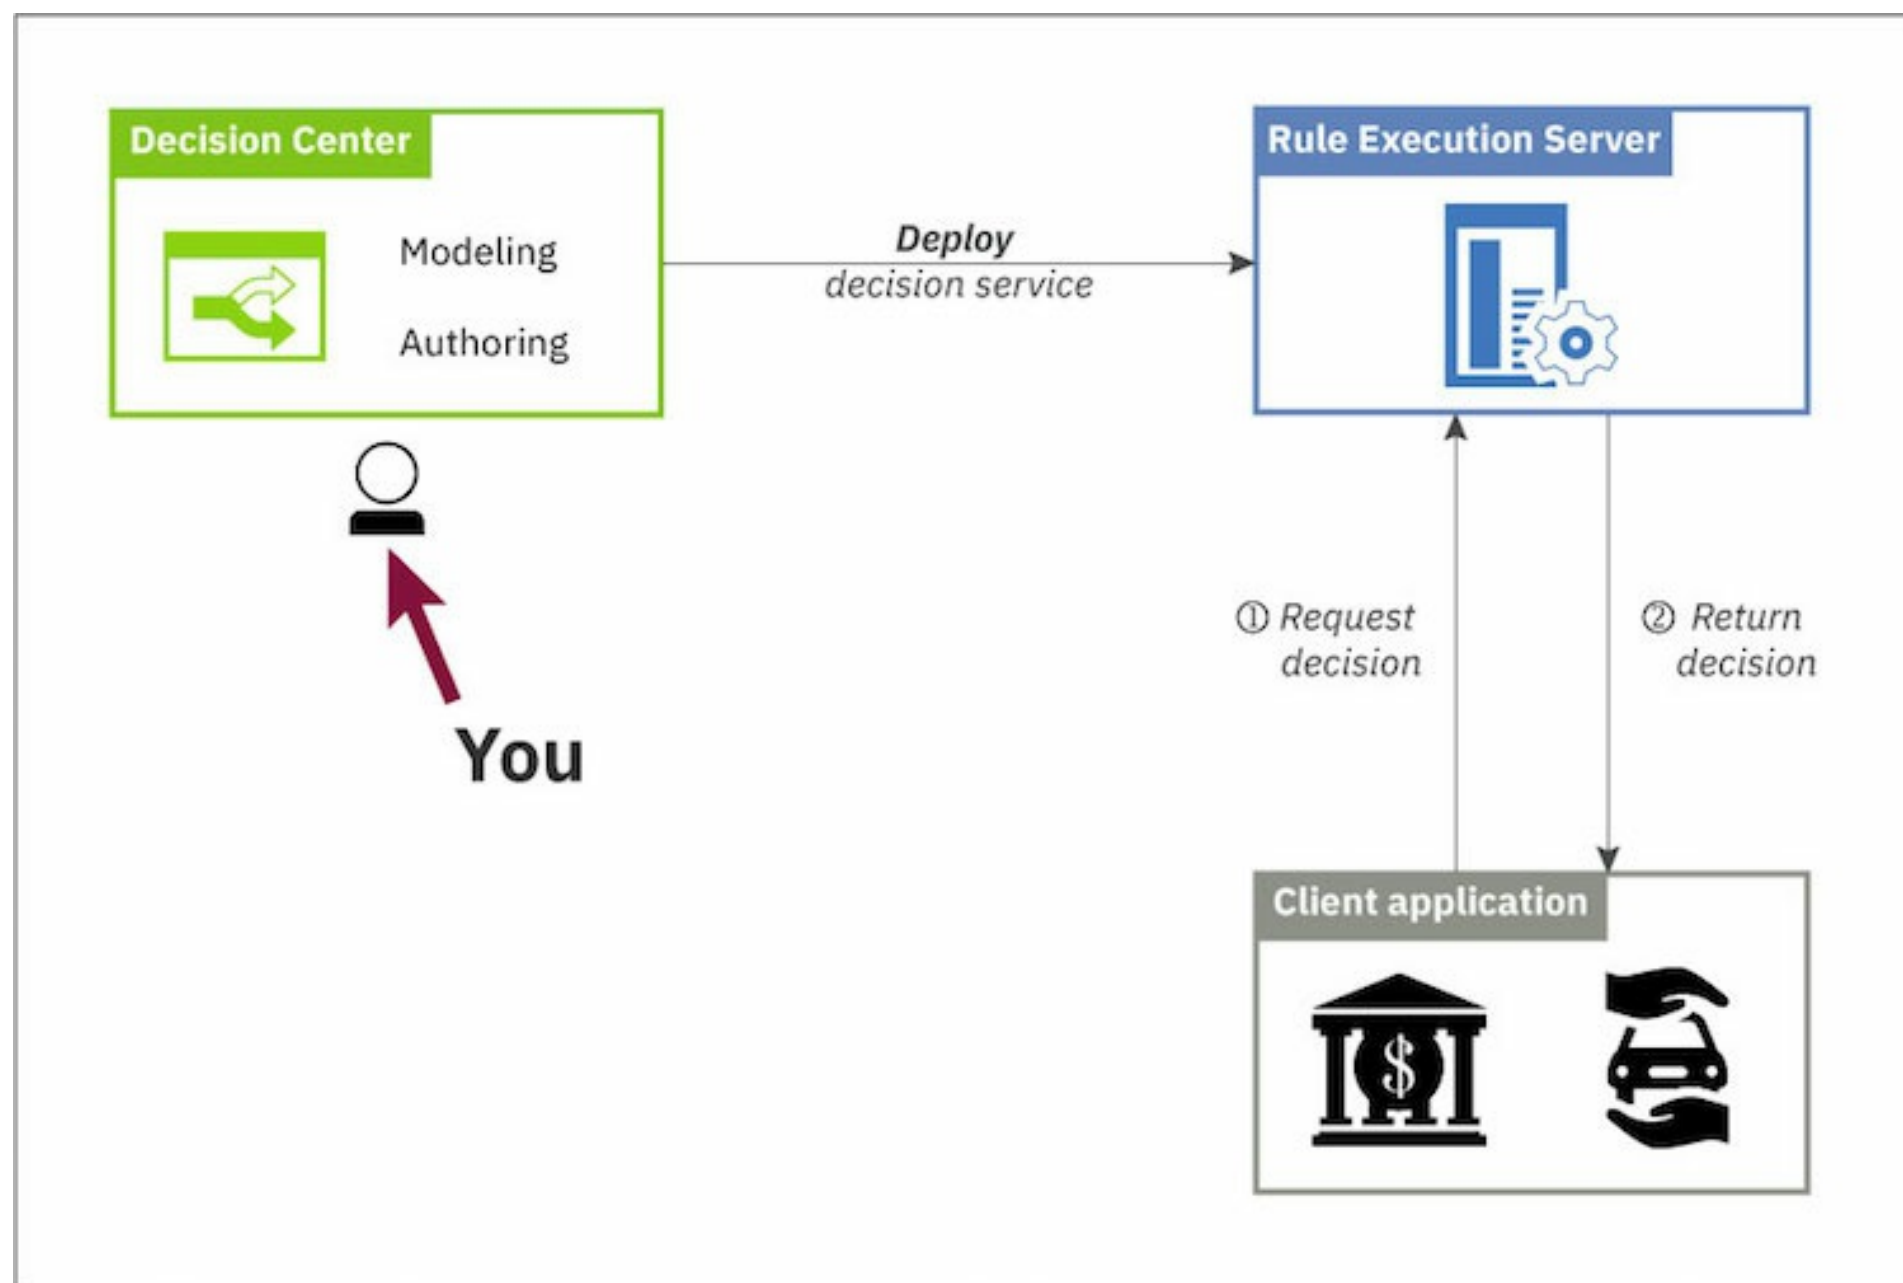 Decision Center
Modeling
Authoring
Deploy
decision service
Rule Execution Server
You
① Request
decision
② Return
decision
Client application
$